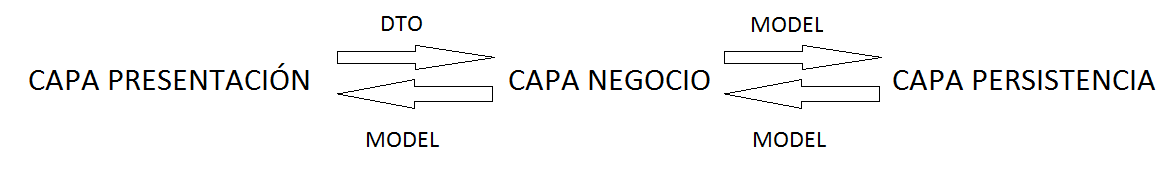 DTO
MODEL
CAPA PRESENTACIÓN
CAPA NEGOCIO
CAPA PERSISTENCIA
MODEL
MODEL